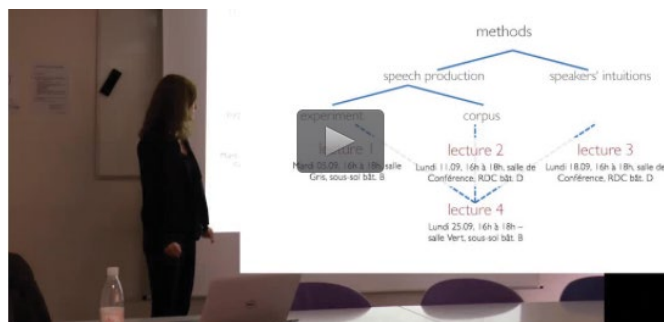 methods
speech production speakers' intuitions
experiment corpus
lecture 1 lecture 2 lecture 3
Mardi 05.09, 16h à 18h, salle Lundi 11.09, 16h à 18h, salle de Lundi 18.09, 16h à 18h, salle de
Gris, sous-sol bât. B Conférence, RDC bât. D Conférence, RDC bât. D
lecture 4
Lundi 25.09, 16h à 18h –
salle Vert, sous-sol bât. B